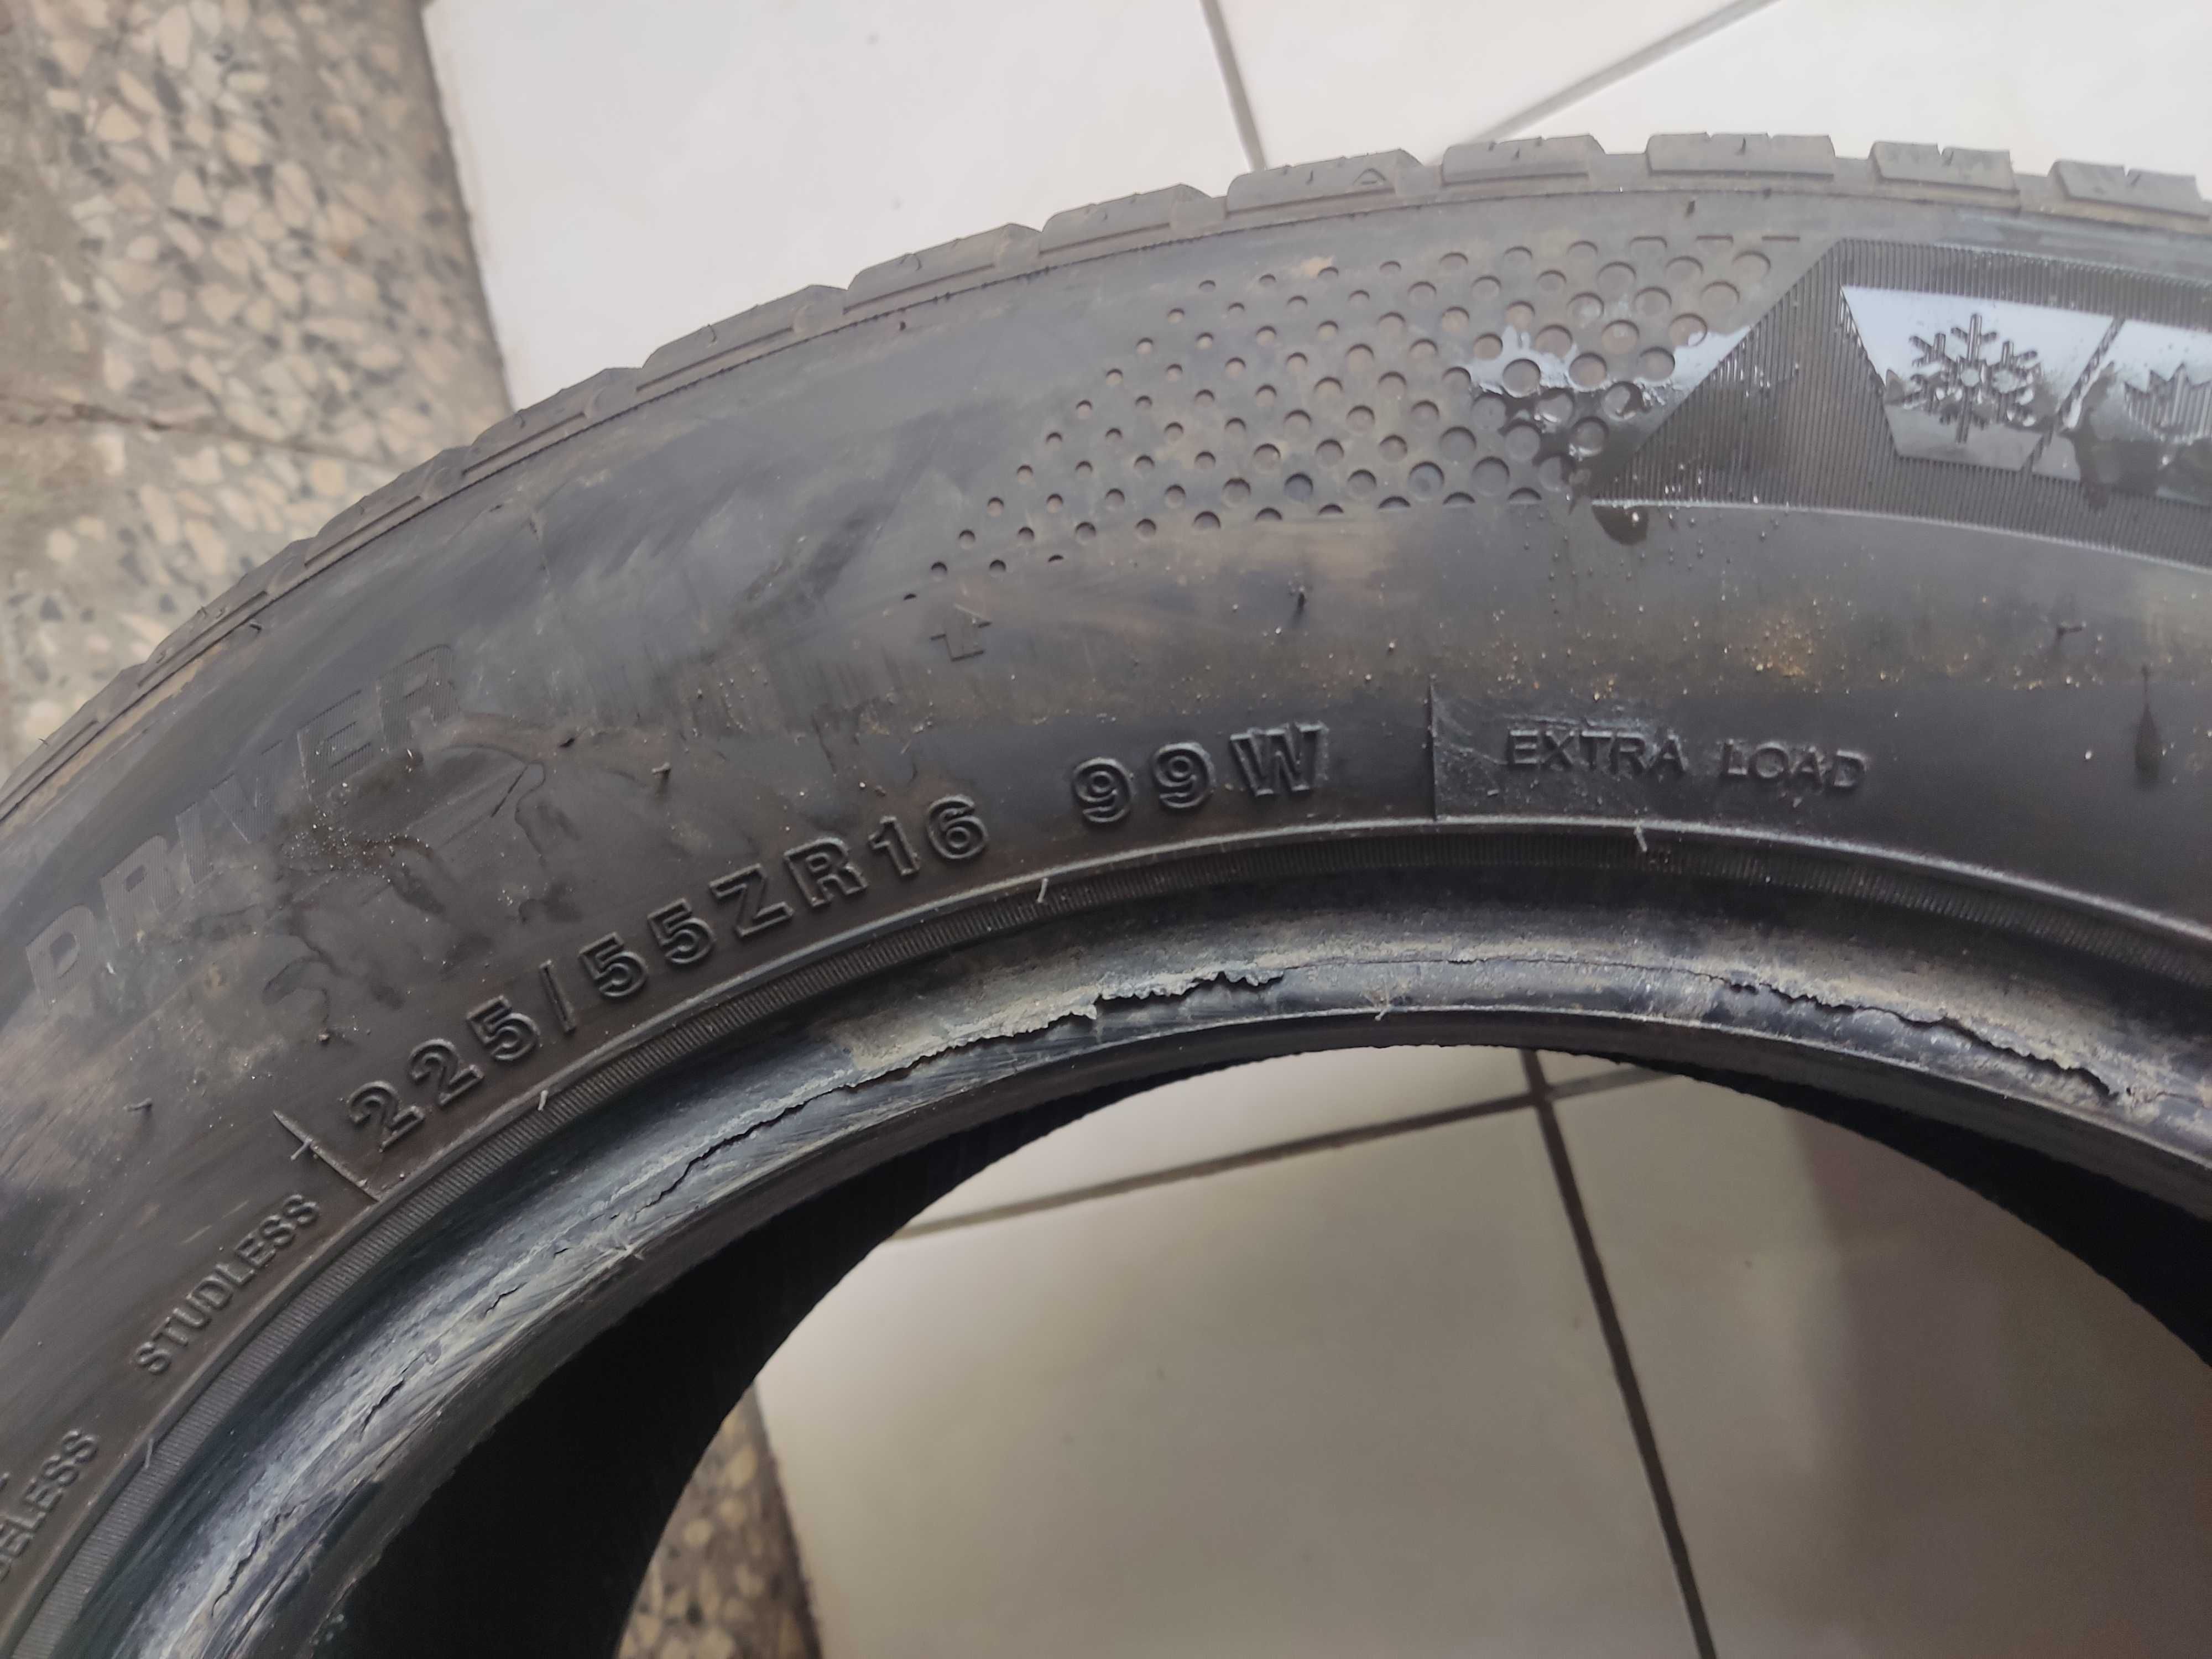 DRIVER
225/55ZR16 99W
EXTRA LOAD
STUDLESS